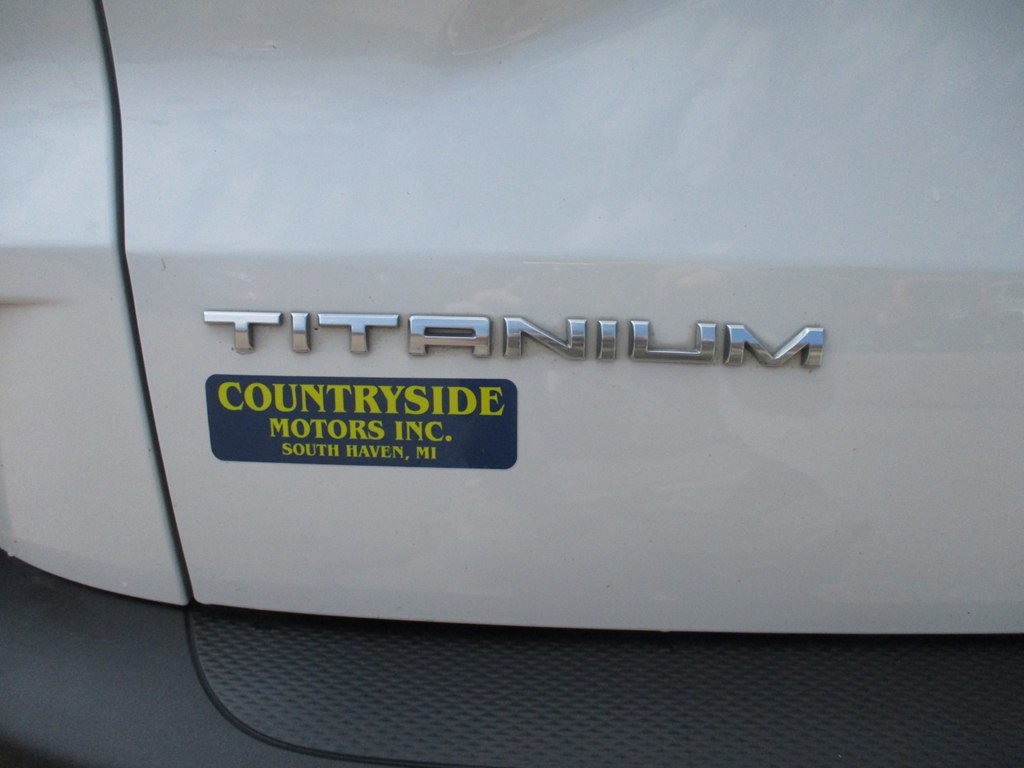 TITANIUM
COUNTRYSIDE
MOTORS INC.
SOUTH HAVEN, MI